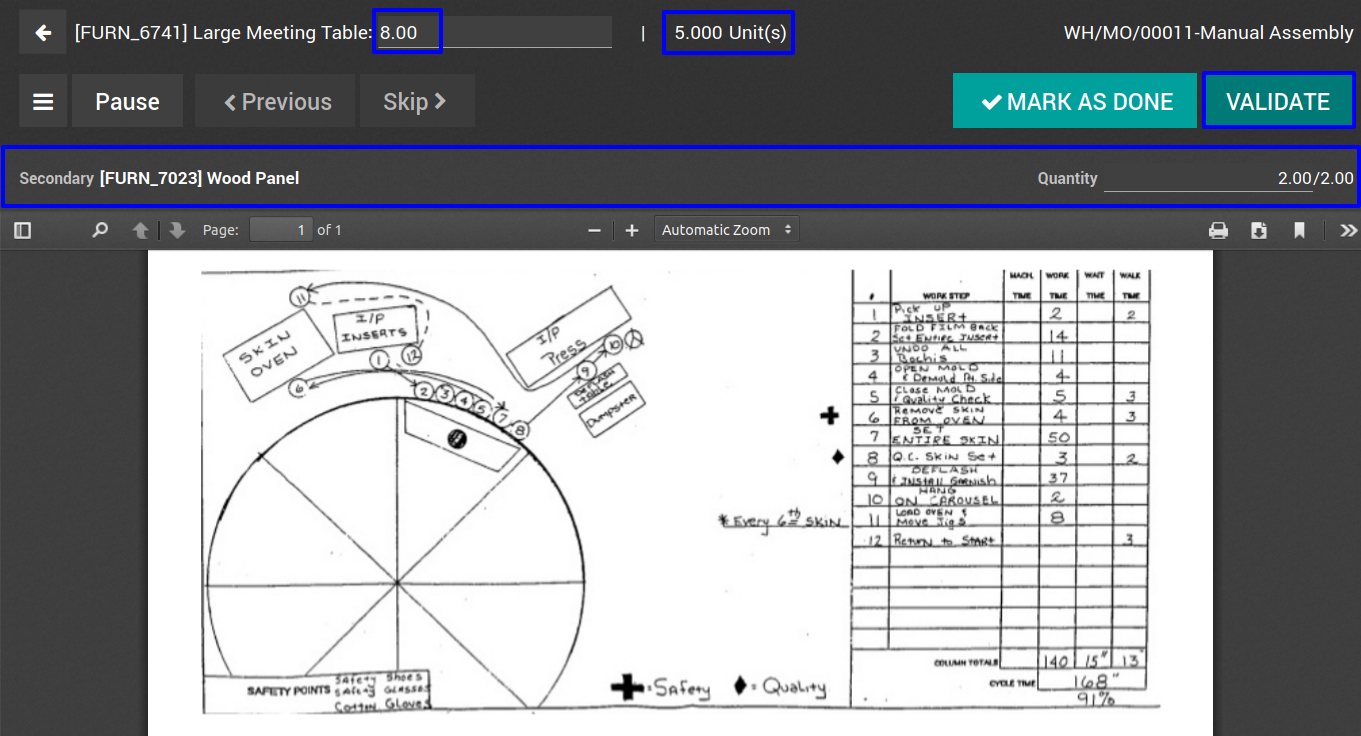 [FURN_6741] Large Meeting Table: 8.00 | 5.000 Unit(s) WH/MO/00011-Manual Assembly
Pause Previous Skip MARK AS DONE VALIDATE
Secondary [FURN_7023] Wood Panel Quantity 2.00/2.00
Page: 1 of 1 Automatic Zoom
11
I/P
INSERTS
SKIN
OVEN
I/P
Press
1 12
10
9
6
2 3 4 5 7 8
DEFLASH
TABLE
DUMPSTER
MACH. WORK WAIT WALK
# WORK STEP TIME TIME TIME TIME
1 Pick UP INSERt 2 2
2 FOLD FILM Back Set Entire Insert 14
3 UNDO ALL 11
4 OPEN MOLD & Demold 4
5 Close MOLD & Quality Check 5 3
6 Remove SKIN FROM OVEN 4 3
7 SET ENTIRE SKIN 50
8 Q.C. SKIN Set 3 2
9 DEFLASH & INSTALL GARNISH 37
10 HANG ON CAROUSEL 2
* Every 6th SKIN 11 LOAD OVEN & Move Jigs 8
12 Return to START 3
COLUMN TOTALS 140 15" 13
CYCLE TIME 168"
91%
SAFETY POINTS Safety Shoes
Safety Glasses
Cotton Gloves
= Safety = Quality